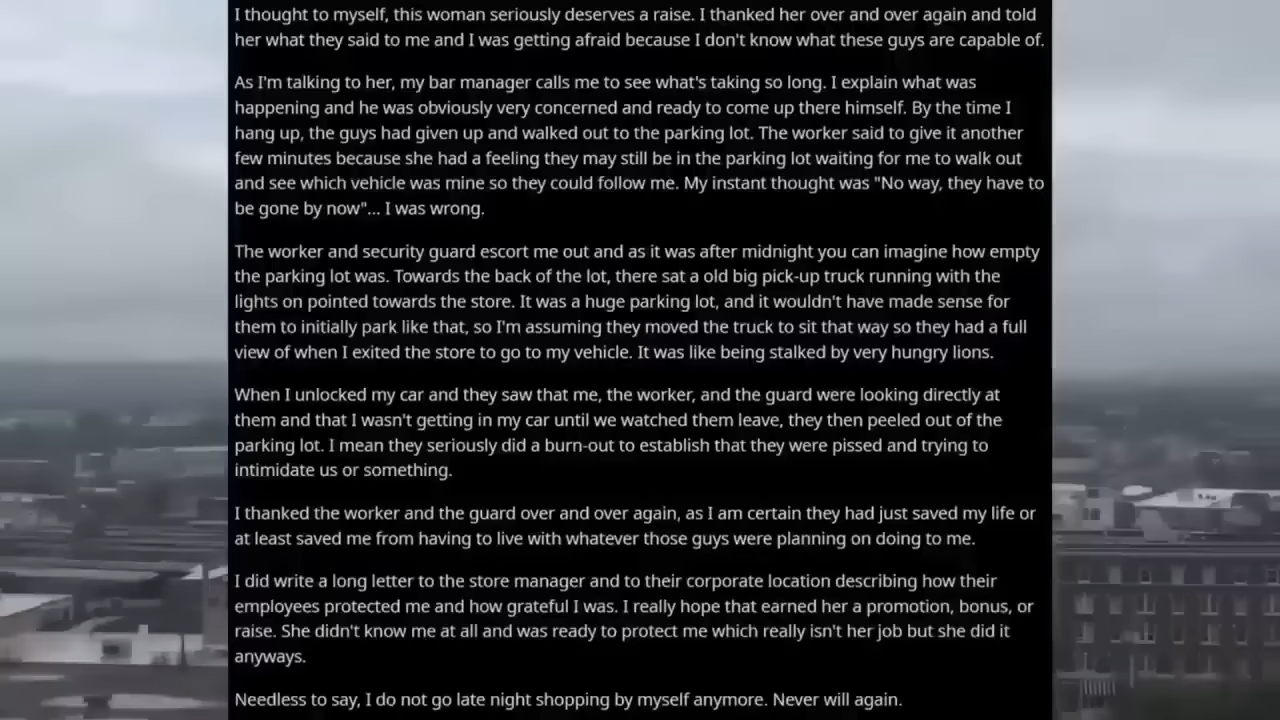 I thought to myself, this woman seriously deserves a raise. I thanked her over and over again and told
her what they said to me and I was getting afraid because I don't know what these guys are capable of.
As I'm talking to her, my bar manager calls me to see what's taking so long. I explain what was
happening and he was obviously very concerned and ready to come up there himself. By the time I
hang up, the guys had given up and walked out to the parking lot. The worker said to give it another
few minutes because she had a feeling they may still be in the parking lot waiting for me to walk out
and see which vehicle was mine so they could follow me. My instant thought was "No way, they have to
be gone by now"... I was wrong.
The worker and security guard escort me out and as it was after midnight you can imagine how empty
the parking lot was. Towards the back of the lot, there sat a old big pick-up truck running with the
lights on pointed towards the store. It was a huge parking lot, and it wouldn't have made sense for
them to initially park like that, so I'm assuming they moved the truck to sit that way so they had a full
view of when I exited the store to go to my vehicle. It was like being stalked by very hungry lions.
When I unlocked my car and they saw that me, the worker, and the guard were looking directly at
them and that I wasn't getting in my car until we watched them leave, they then peeled out of the
parking lot. I mean they seriously did a burn-out to establish that they were pissed and trying to
intimidate us or something.
I thanked the worker and the guard over and over again, as I am certain they had just saved my life or
at least saved me from having to live with whatever those guys were planning on doing to me.
I did write a long letter to the store manager and to their corporate location describing how their
employees protected me and how grateful I was. I really hope that earned her a promotion, bonus, or
raise. She didn't know me at all and was ready to protect me which really isn't her job but she did it
anyways.
Needless to say, I do not go late night shopping by myself anymore. Never will again.